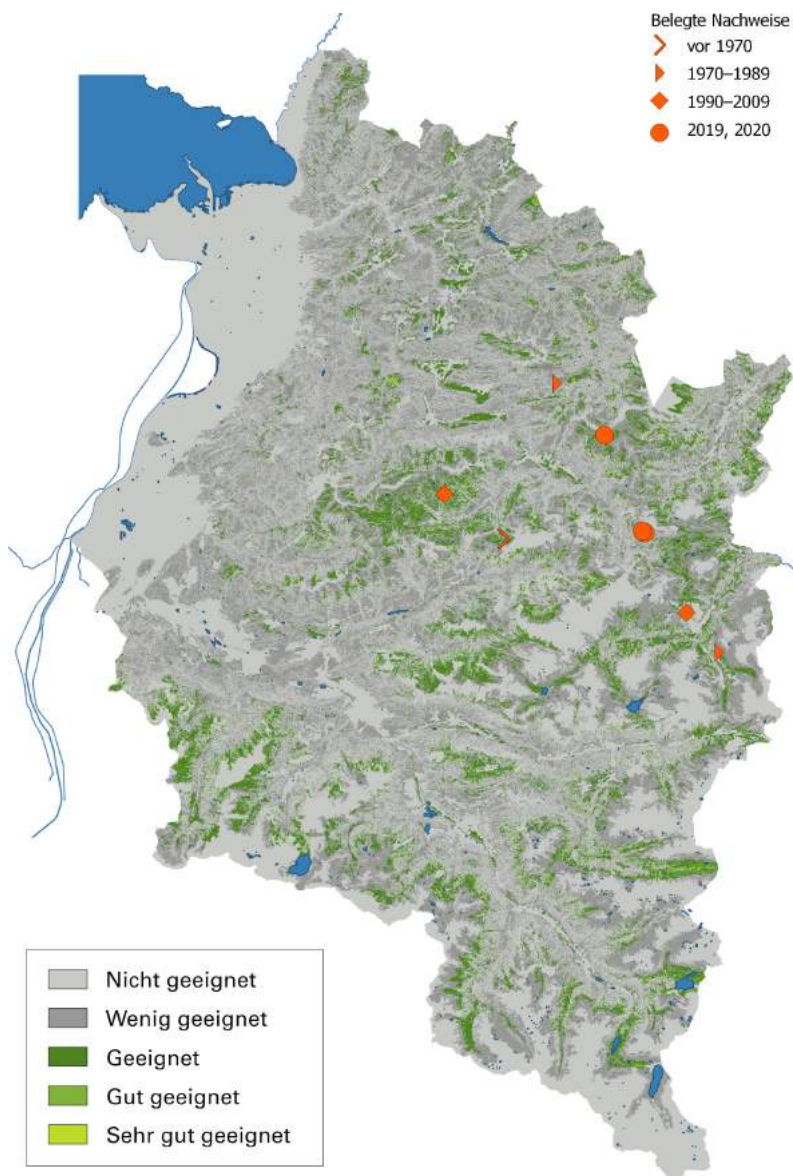 Belegte Nachweise
vor 1970
1970–1989
1990–2009
2019, 2020
Nicht geeignet
Wenig geeignet
Geeignet
Gut geeignet
Sehr gut geeignet